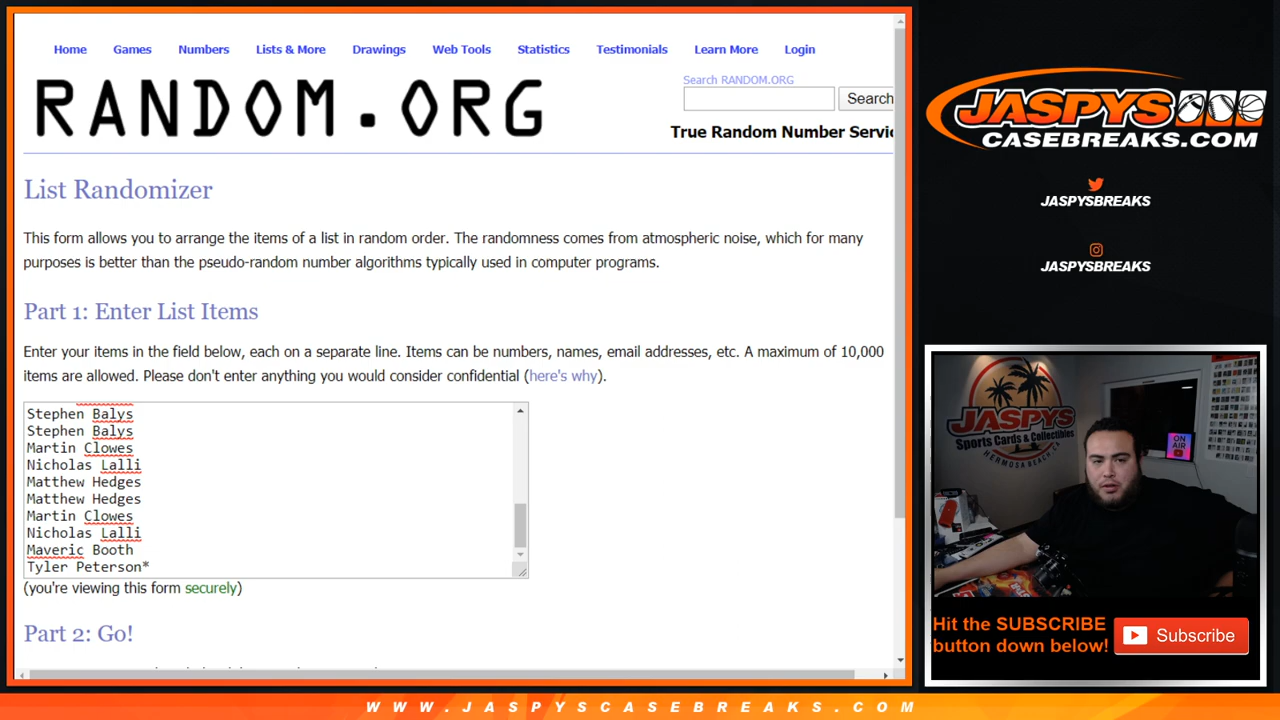 Home Games Numbers Lists & More Drawings Web Tools Statistics Testimonials Learn More Login
RANDOM.ORG
Search RANDOM.ORG
Search
True Random Number Servic
List Randomizer
This form allows you to arrange the items of a list in random order. The randomness comes from atmospheric noise, which for many
purposes is better than the pseudo-random number algorithms typically used in computer programs.
Part 1: Enter List Items
Enter your items in the field below, each on a separate line. Items can be numbers, names, email addresses, etc. A maximum of 10,000
items are allowed. Please don't enter anything you would consider confidential (here's why).
Stephen Balys
Stephen Balys
Martin Clowes
Nicholas Lalli
Matthew Hedges
Matthew Hedges
Martin Clowes
Nicholas Lalli
Maveric Booth
Tyler Peterson*
(you're viewing this form securely)
Part 2: Go!
JASPYS
CASEBREAKS.COM
JASPYSBREAKS
JASPYSBREAKS
JASPYS
Sports Cards & Collectibles
HERMOSA BEACH, CA
ON
AIR
Hit the SUBSCRIBE
button down below!
Subscribe
WWW.JASPYSCASEBREAKS.COM